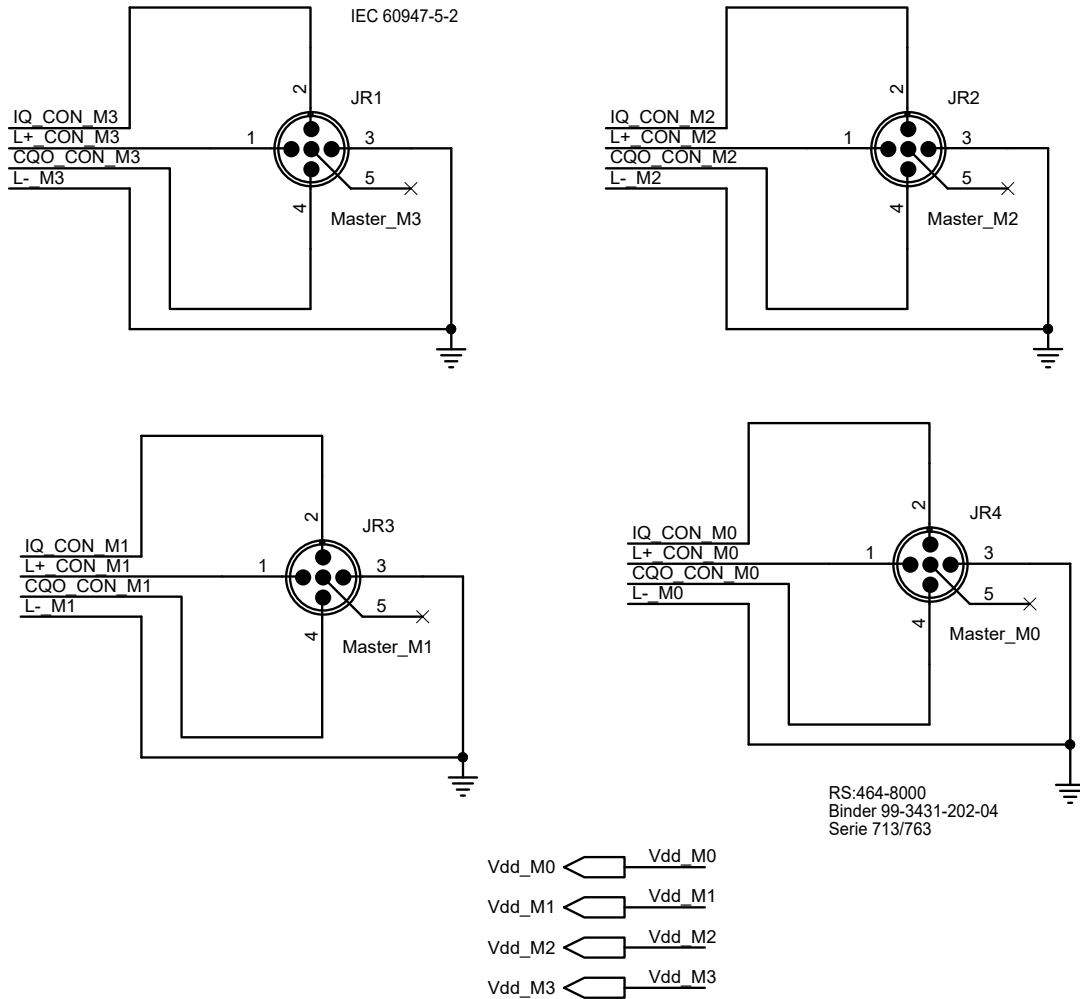 IEC 60947-5-2
2
JR1
IQ_CON_M3
L+_CON_M3
1
3
CQO_CON_M3
L-_M3
5
4
Master_M3
2
JR2
IQ_CON_M2
L+_CON_M2
1
3
CQO_CON_M2
L-_M2
5
4
Master_M2
2
JR3
IQ_CON_M1
L+_CON_M1
1
3
CQO_CON_M1
L-_M1
5
4
Master_M1
2
JR4
IQ_CON_M0
L+_CON_M0
1
3
CQO_CON_M0
L-_M0
5
4
Master_M0
RS:464-8000
Binder 99-3431-202-04
Serie 713/763
Vdd_M0 Vdd_M0
Vdd_M1 Vdd_M1
Vdd_M2 Vdd_M2
Vdd_M3 Vdd_M3